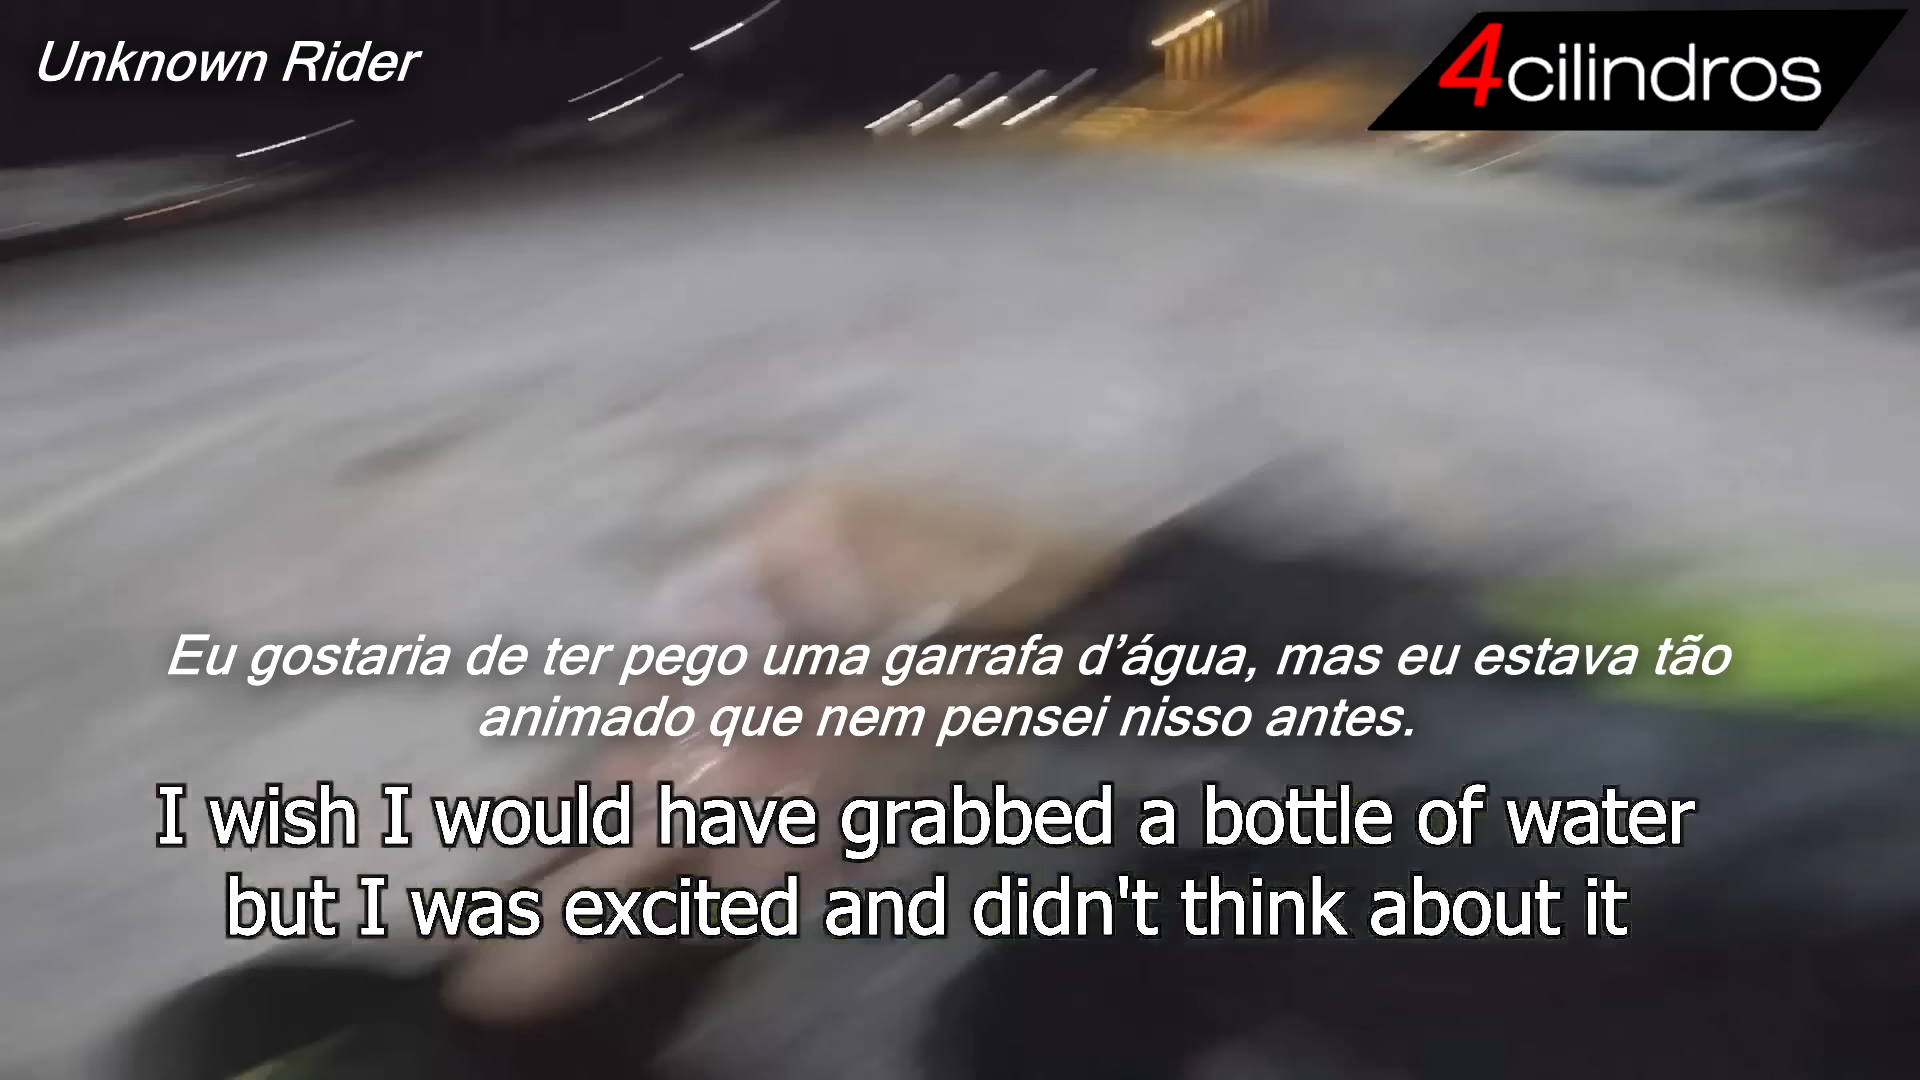 Unknown Rider
4cilindros
Eu gostaria de ter pego uma garrafa d’água, mas eu estava tão
animado que nem pensei nisso antes.
I wish I would have grabbed a bottle of water
but I was excited and didn't think about it